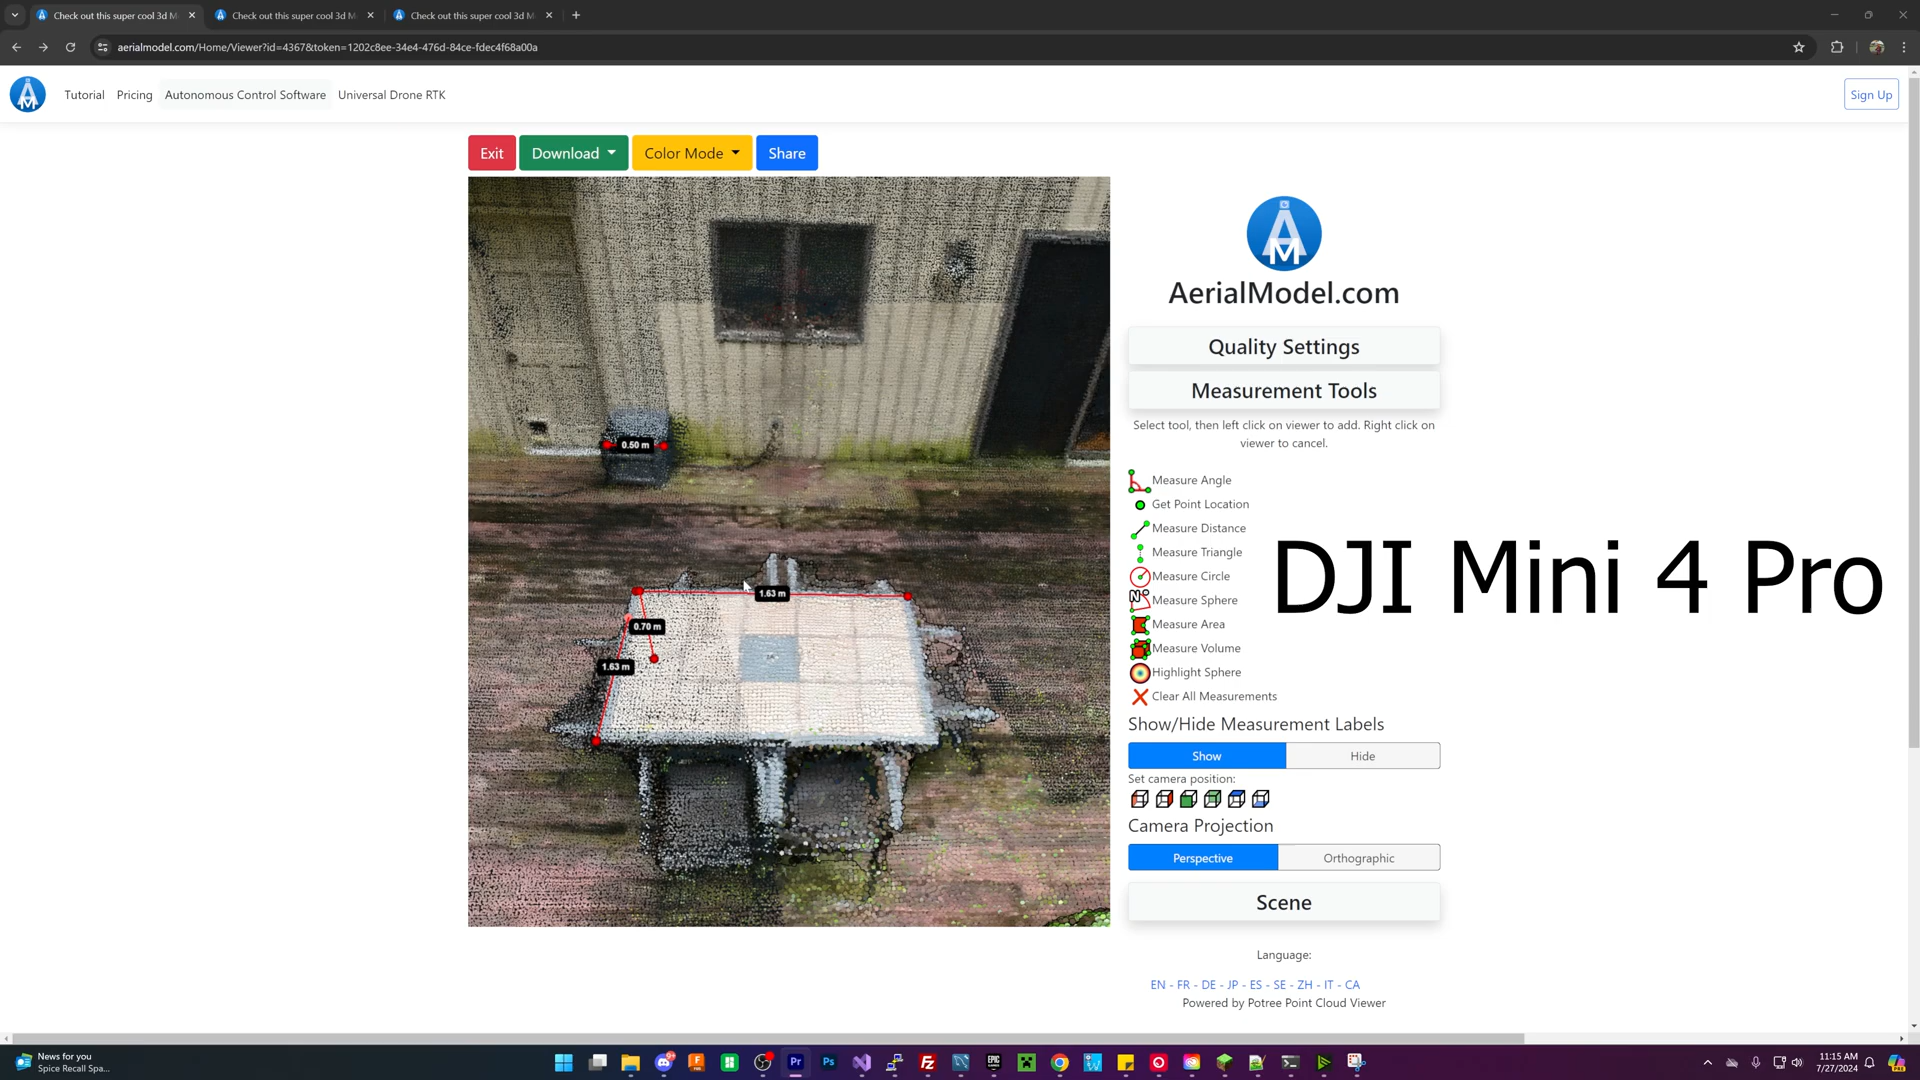 Check out this super cool 3d M
Check out this super cool 3d M
Check out this super cool 3d M
aerialmodel.com/Home/Viewer?id=4367&token=1202c8ee-34e4-476d-84ce-fdec4f68a00a
Tutorial
Pricing
Autonomous Control Software
Universal Drone RTK
Sign Up
Exit
Download
Color Mode
Share
AM
AerialModel.com
Quality Settings
Measurement Tools
Select tool, then left click on viewer to add. Right click on
viewer to cancel.
Measure Angle
Get Point Location
Measure Distance
Measure Triangle
Measure Circle
Measure Sphere
Measure Area
Measure Volume
Highlight Sphere
Clear All Measurements
Show/Hide Measurement Labels
Show
Hide
Set camera position:
Camera Projection
Perspective
Orthographic
Scene
Language:
EN - FR - DE - JP - ES - SE - ZH - IT - CA
Powered by Potree Point Cloud Viewer
0.50 m
1.63 m
0.70 m
1.63 m
DJI Mini 4 Pro
News for you
Spice Recall Spa...
11:15 AM
7/27/2024